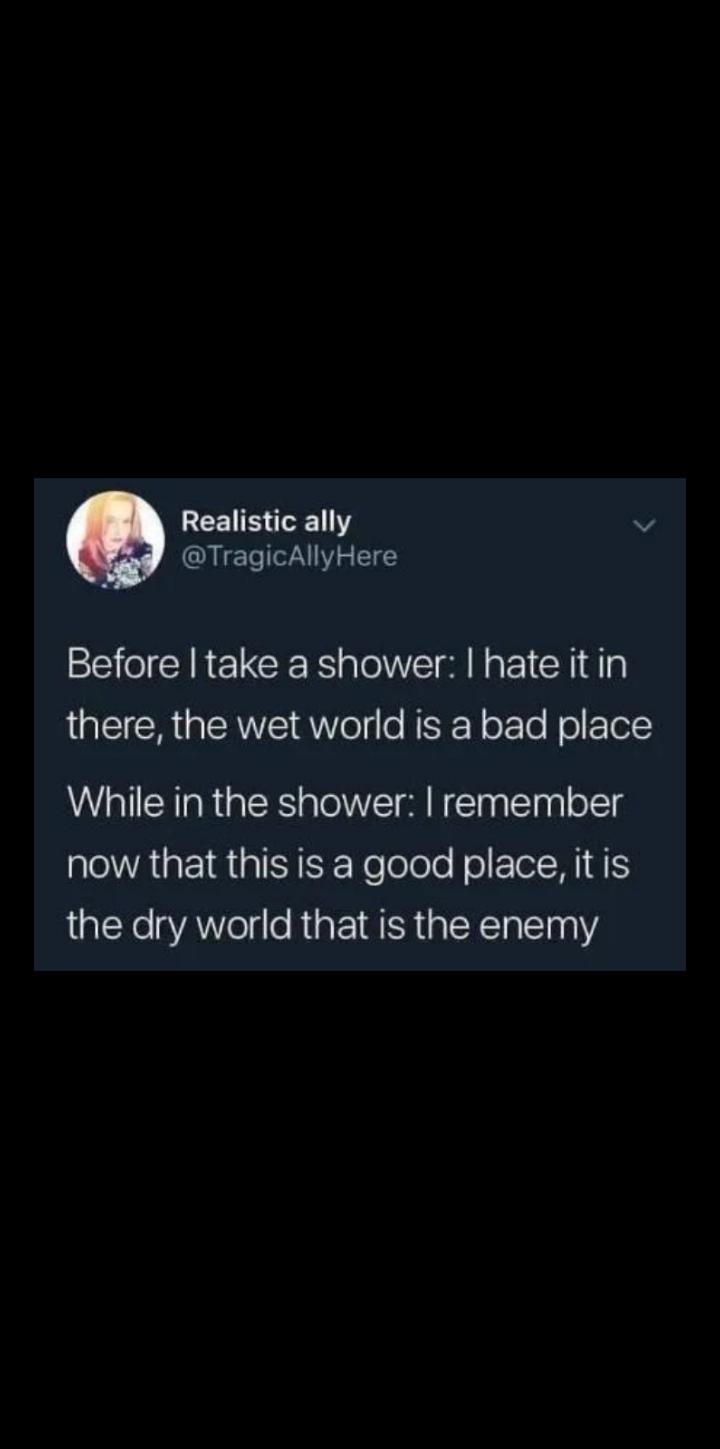 Realistic ally
@TragicAllyHere
Before I take a shower: I hate it in
there, the wet world is a bad place
While in the shower: I remember
now that this is a good place, it is
the dry world that is the enemy